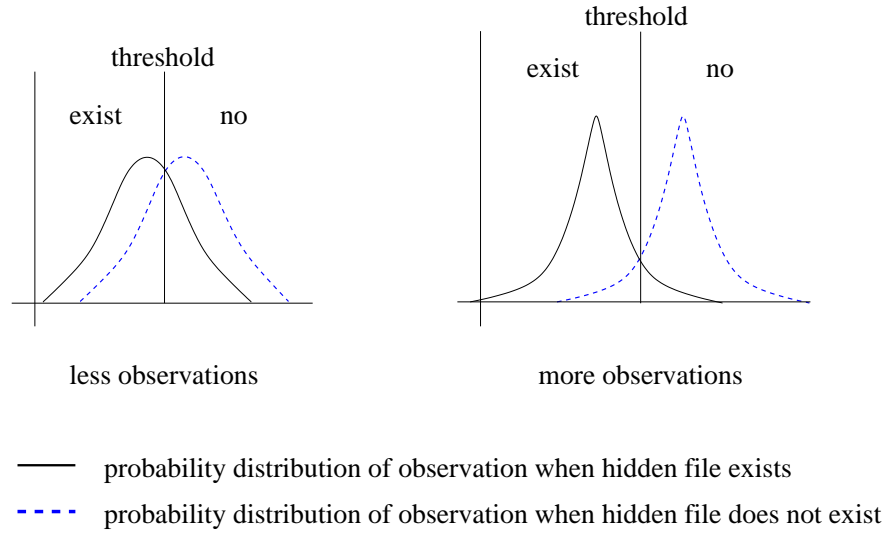 threshold
exist no
less observations
threshold
exist no
more observations
probability distribution of observation when hidden file exists
probability distribution of observation when hidden file does not exist